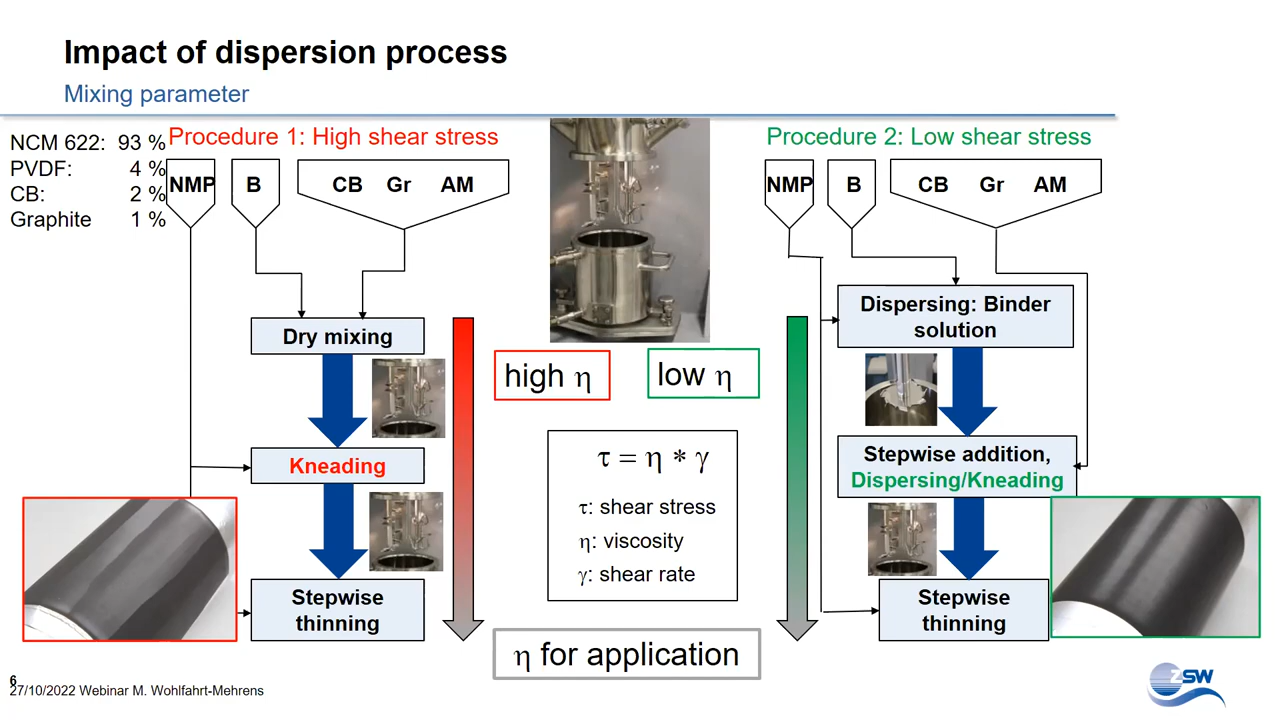 Impact of dispersion process
Mixing parameter
NCM 622: 93 %
PVDF: 4 %
CB: 2 %
Graphite 1 %
Procedure 1: High shear stress
NMP
B
CB Gr AM
Dry mixing
Kneading
Stepwise
thinning
high η
low η
τ = η * γ
τ: shear stress
η: viscosity
γ: shear rate
η for application
Procedure 2: Low shear stress
NMP
B
CB Gr AM
Dispersing: Binder
solution
Stepwise addition,
Dispersing/Kneading
Stepwise
thinning
6
27/10/2022 Webinar M. Wohlfahrt-Mehrens
ZSW